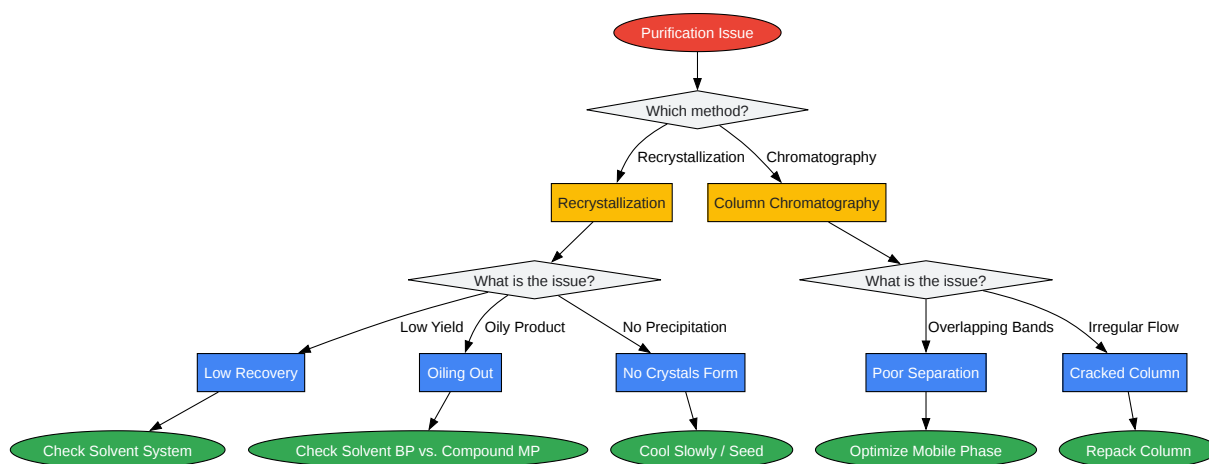 Purification Issue
Which method?
Recrystallization
Chromatography
Recrystallization
Column Chromatography
What is the issue?
What is the issue?
Low Yield
Oily Product
No Precipitation
Overlapping Bands
Irregular Flow
Low Recovery
Oiling Out
No Crystals Form
Poor Separation
Cracked Column
Check Solvent System
Check Solvent BP vs. Compound MP
Cool Slowly / Seed
Optimize Mobile Phase
Repack Column